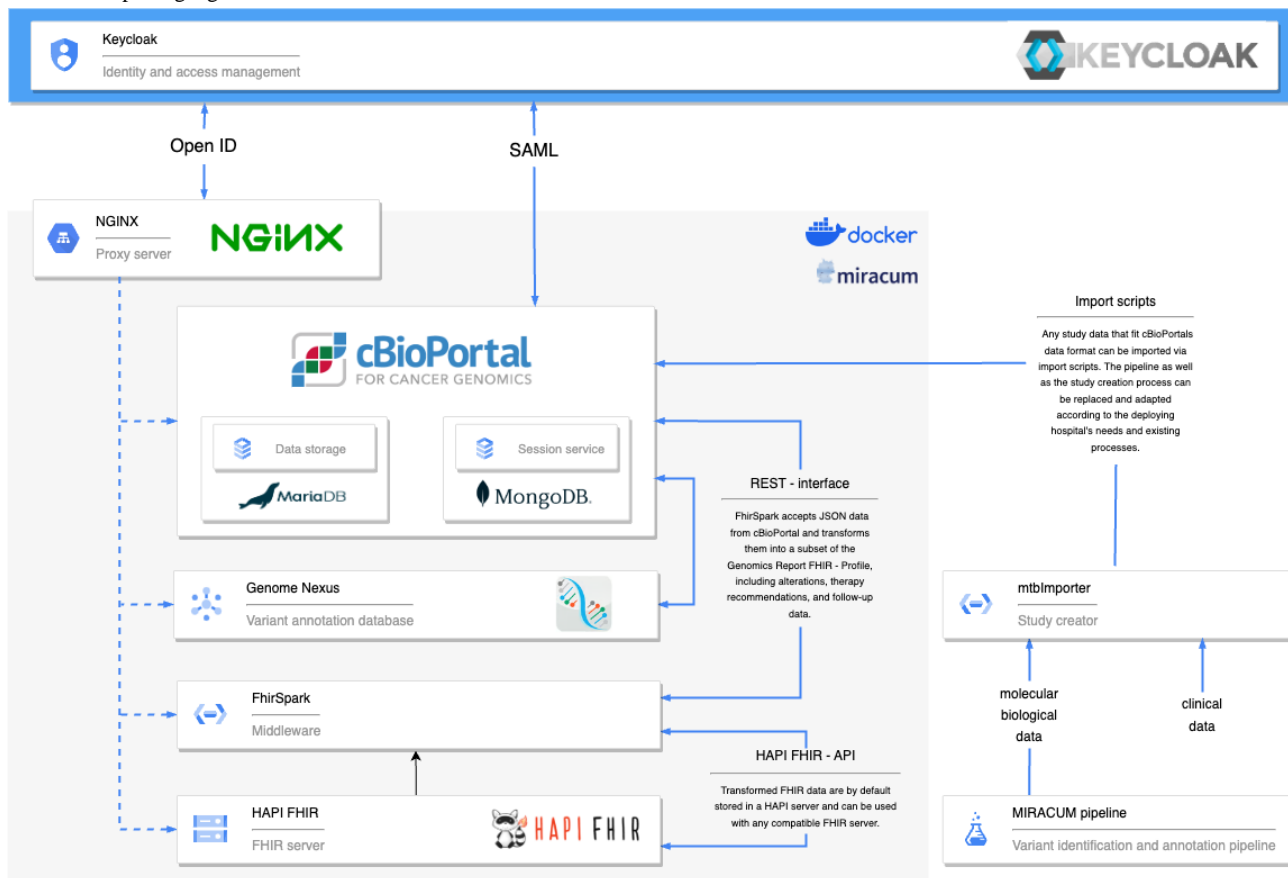 Keycloak
Identity and access management
KEYCLOAK
Open ID
SAML
NGINX
Proxy server
NGINX
docker
miracum
cBioPortal
FOR CANCER GENOMICS
Data storage
MariaDB
Session service
MongoDB.
Genome Nexus
Variant annotation database
FhirSpark
Middleware
HAPI FHIR
FHIR server
HAPI FHIR
REST - interface
FhirSpark accepts JSON data
from cBioPortal and transforms
them into a subset of the
Genomics Report FHIR - Profile,
including alterations, therapy
recommendations, and follow-up
data.
HAPI FHIR - API
Transformed FHIR data are by default
stored in a HAPI server and can be used
with any compatible FHIR server.
Import scripts
Any study data that fit cBioPortals
data format can be imported via
import scripts. The pipeline as well
as the study creation process can
be replaced and adapted
according to the deploying
hospital's needs and existing
processes.
mtbImporter
Study creator
molecular
biological
data
clinical
data
MIRACUM pipeline
Variant identification and annotation pipeline